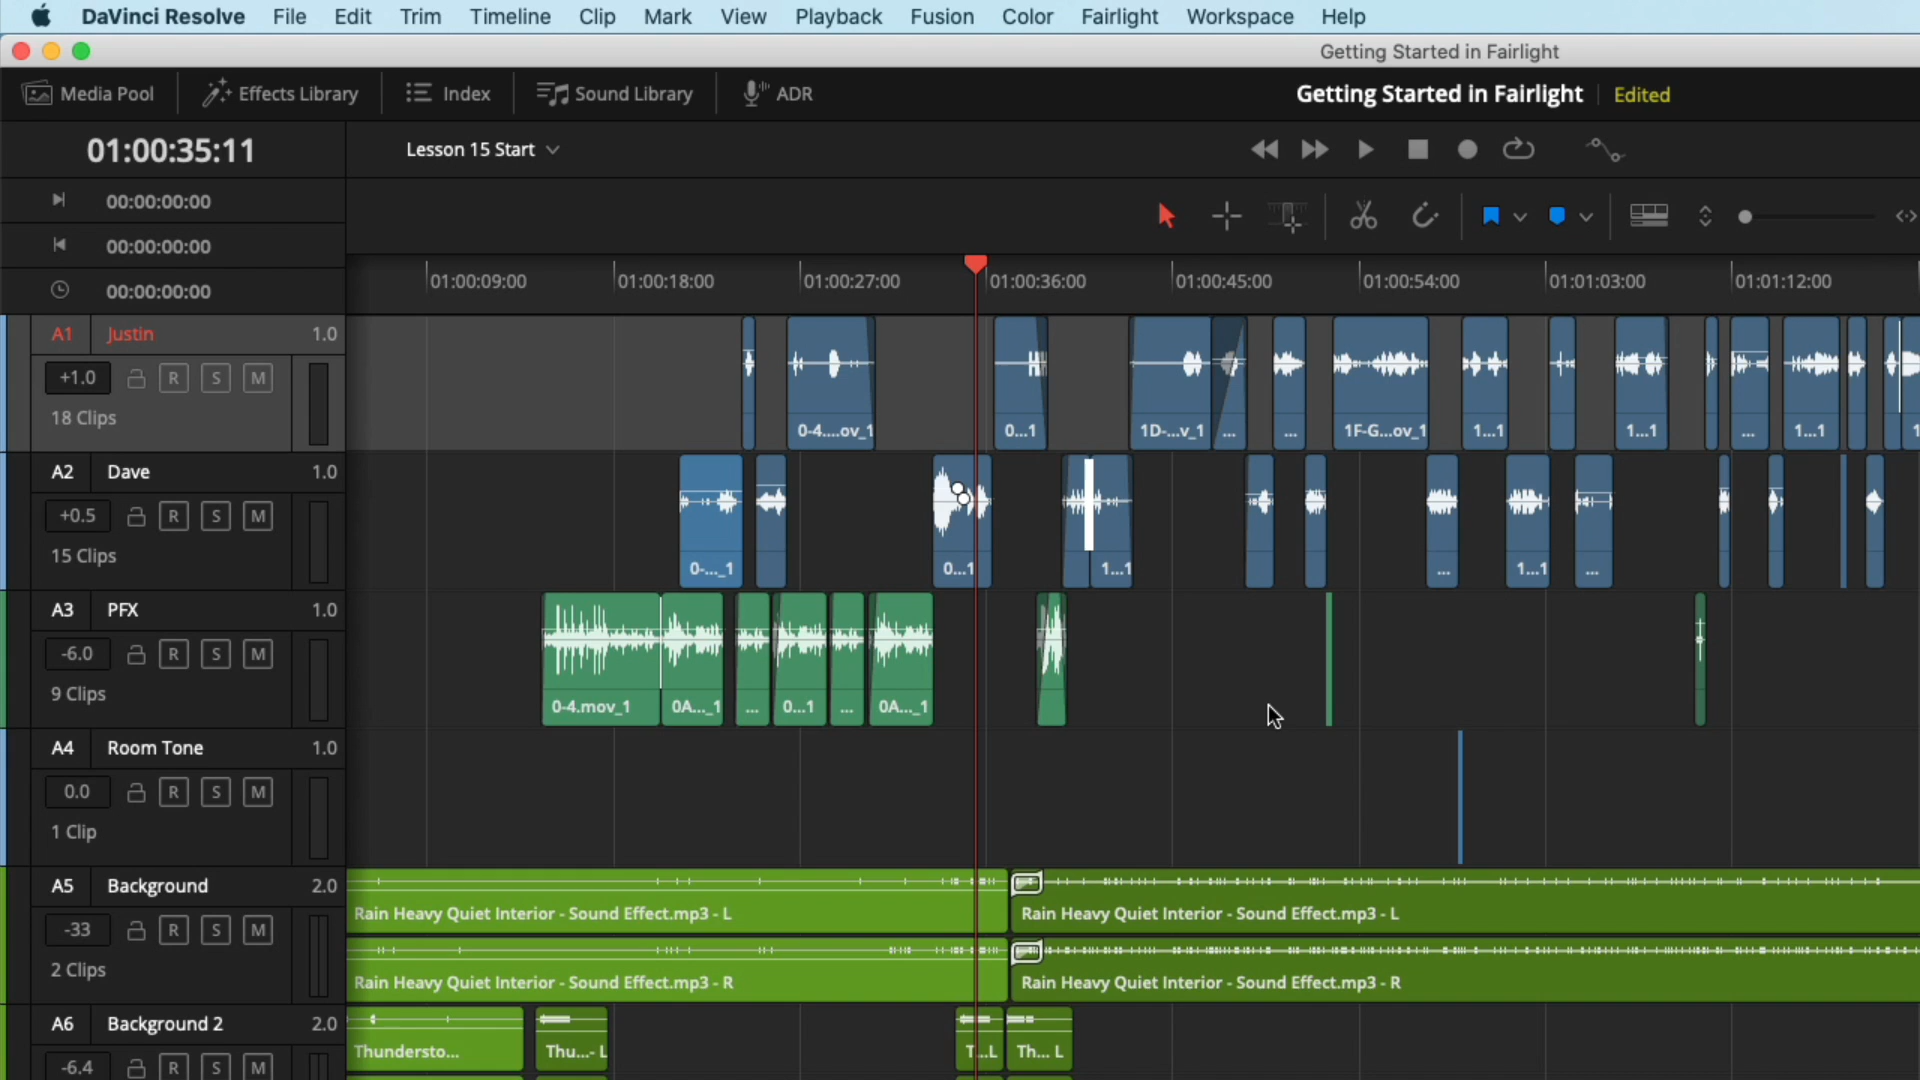 DaVinci Resolve File Edit Trim Timeline Clip Mark View Playback Fusion Color Fairlight Workspace Help
Getting Started in Fairlight
Media Pool Effects Library Index Sound Library ADR Getting Started in Fairlight Edited
01:00:35:11 Lesson 15 Start
00:00:00:00
00:00:00:00
00:00:00:00
01:00:09:00 01:00:18:00 01:00:27:00 01:00:36:00 01:00:45:00 01:00:54:00 01:01:03:00 01:01:12:00
A1 Justin 1.0
+1.0 R S M
18 Clips
0-4....ov_1 0...1 1D-...v_1 ... ... 1F-G...ov_1 1...1 1...1 ... 1...1 1
A2 Dave 1.0
+0.5 R S M
15 Clips
0-..._1 0...1 1...1 ... 1...1 ...
A3 PFX 1.0
-6.0 R S M
9 Clips
0-4.mov_1 0A..._1 ... 0...1 ... 0A..._1
A4 Room Tone 1.0
0.0 R S M
1 Clip
A5 Background 2.0
-33 R S M
2 Clips
Rain Heavy Quiet Interior - Sound Effect.mp3 - L Rain Heavy Quiet Interior - Sound Effect.mp3 - L
Rain Heavy Quiet Interior - Sound Effect.mp3 - R Rain Heavy Quiet Interior - Sound Effect.mp3 - R
A6 Background 2 2.0
-6.4 R S M
Thundersto... Thu...- L T...L Th... L